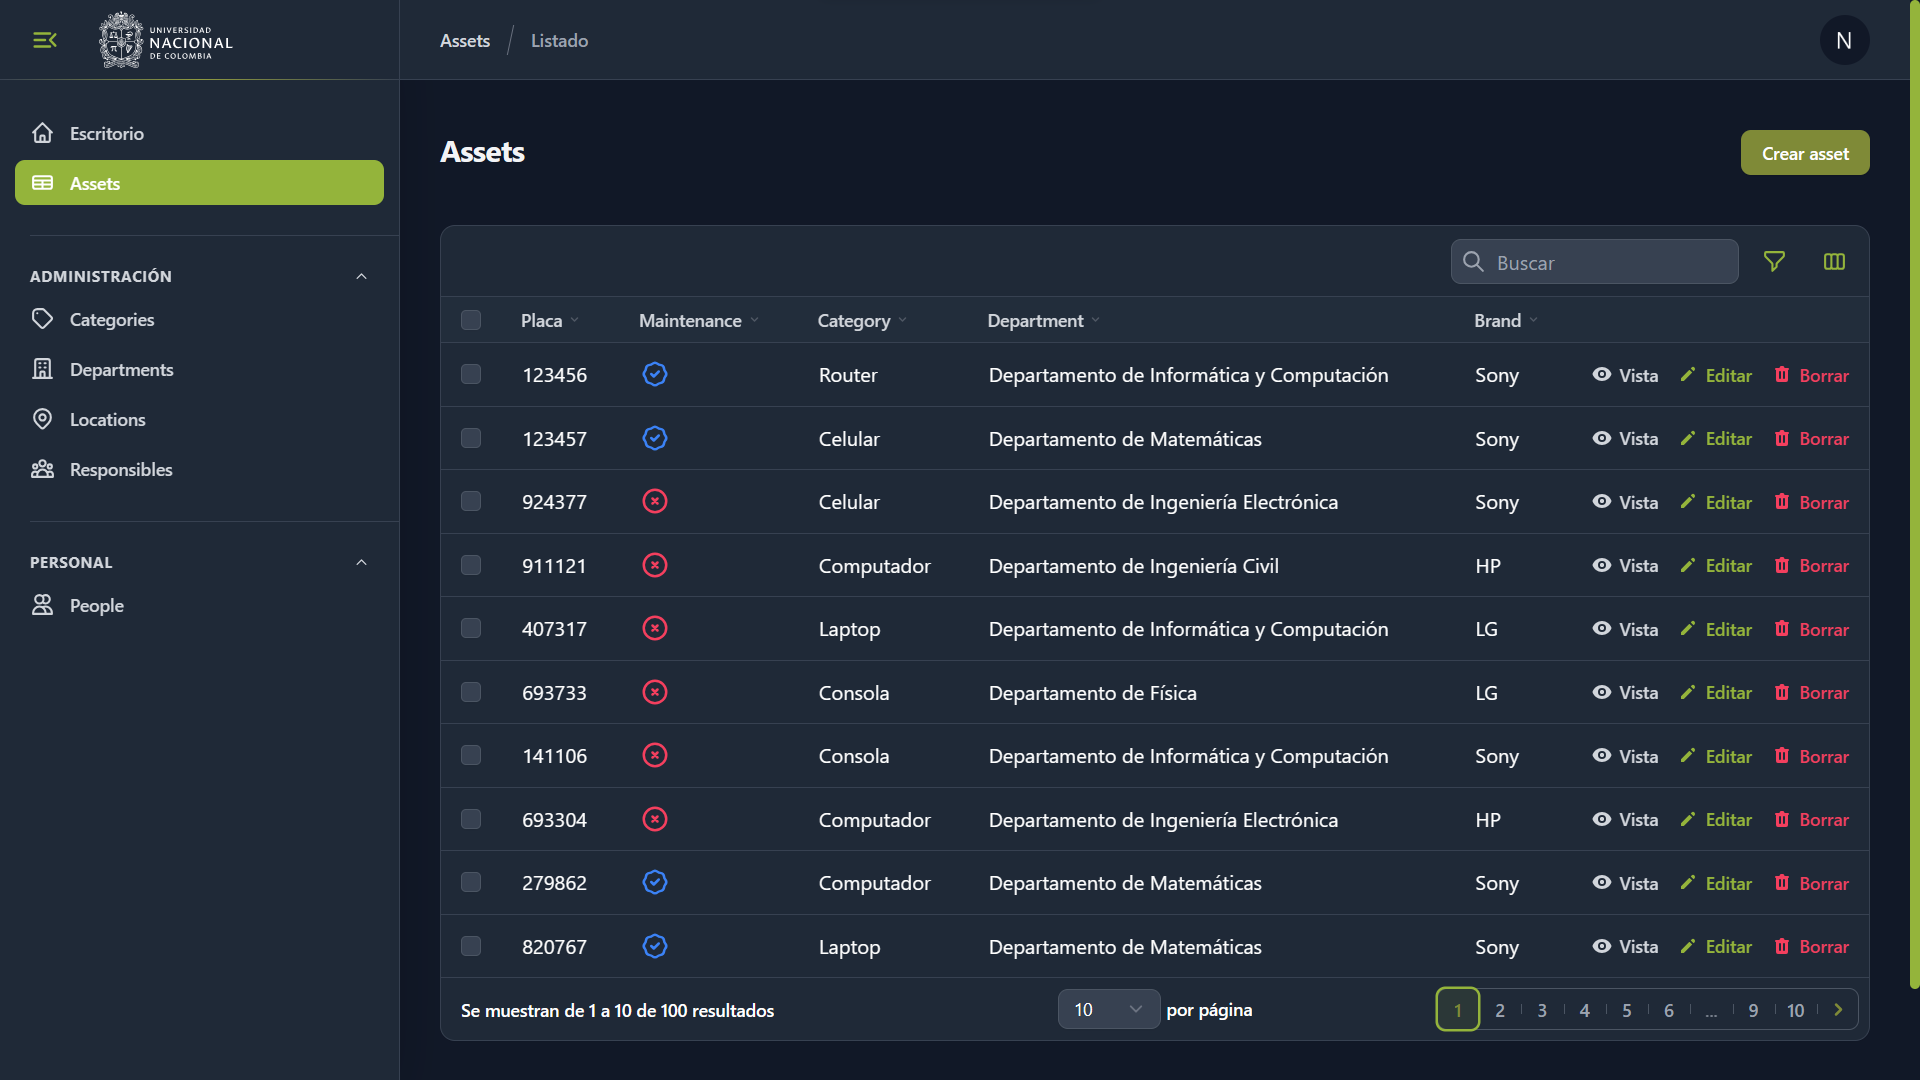 UNIVERSIDAD
NACIONAL
DE COLOMBIA
Assets / Listado
N
Escritorio
Assets
ADMINISTRACIÓN
Categories
Departments
Locations
Responsibles
PERSONAL
People
Assets
Crear asset
Buscar
Placa Maintenance Category Department Brand
123456 Router Departamento de Informática y Computación Sony Vista Editar Borrar
123457 Celular Departamento de Matemáticas Sony Vista Editar Borrar
924377 Celular Departamento de Ingeniería Electrónica Sony Vista Editar Borrar
911121 Computador Departamento de Ingeniería Civil HP Vista Editar Borrar
407317 Laptop Departamento de Informática y Computación LG Vista Editar Borrar
693733 Consola Departamento de Física LG Vista Editar Borrar
141106 Consola Departamento de Informática y Computación Sony Vista Editar Borrar
693304 Computador Departamento de Ingeniería Electrónica HP Vista Editar Borrar
279862 Computador Departamento de Matemáticas Sony Vista Editar Borrar
820767 Laptop Departamento de Matemáticas Sony Vista Editar Borrar
Se muestran de 1 a 10 de 100 resultados 10 por página 1 2 3 4 5 6 ... 9 10